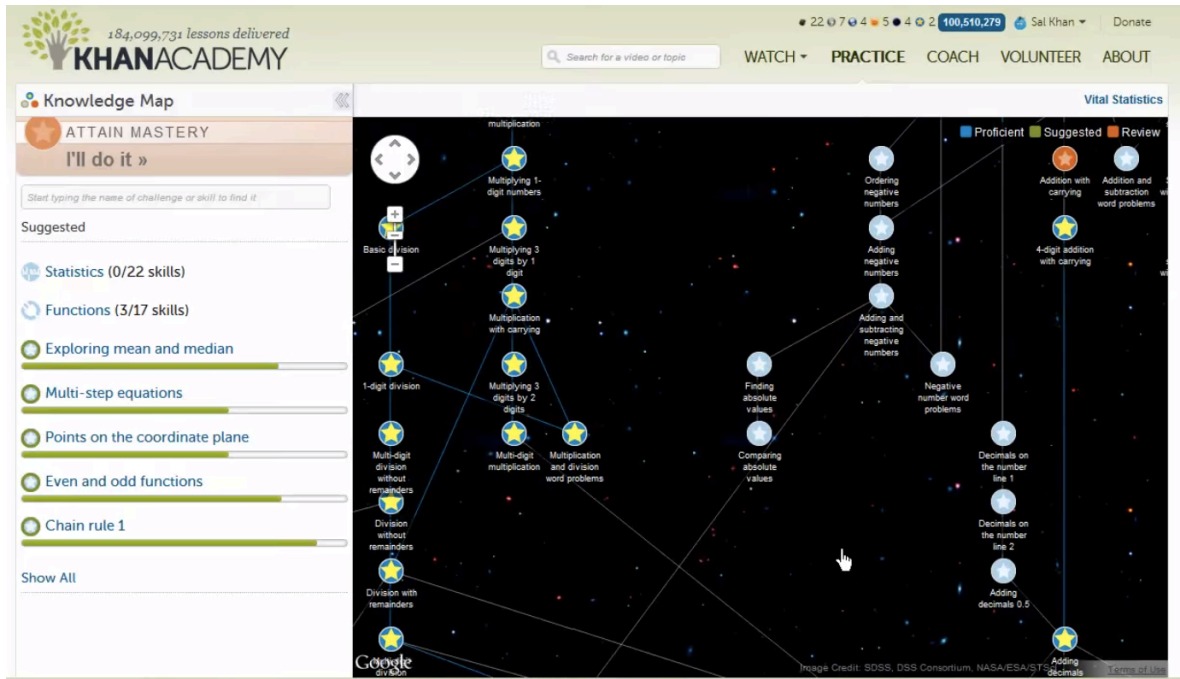 184,099,731 lessons delivered
KHANACADEMY
22 7 4 5 4 2 100,510,279 Sal Khan Donate
Search for a video or topic
WATCH PRACTICE COACH VOLUNTEER ABOUT
Knowledge Map
Vital Statistics
ATTAIN MASTERY
I'll do it »
Start typing the name of challenge or skill to find it
Suggested
Statistics (0/22 skills)
Functions (3/17 skills)
Exploring mean and median
Multi-step equations
Points on the coordinate plane
Even and odd functions
Chain rule 1
Show All
Proficient Suggested Review
multiplication
Multiplying 1-
digit numbers
Basic division
Multiplying 3
digits by 1
digit
Multiplication
with carrying
1-digit division
Multiplying 3
digits by 2
digits
Multi-digit
division
without
remainders
Multi-digit
multiplication
Multiplication
and division
word problems
Division
without
remainders
Division with
remainders
division
Ordering
negative
numbers
Adding
negative
numbers
Adding and
subtracting
negative
numbers
Finding
absolute
values
Negative
number word
problems
Comparing
absolute
values
Decimals on
the number
line 1
Decimals on
the number
line 2
Adding
decimals 0.5
Addition with
carrying
Addition and
subtraction
word problems
4-digit addition
with carrying
Adding
decimals
Google
Image Credit: SDSS, DSS Consortium, NASA/ESA/STScI
Terms of Use